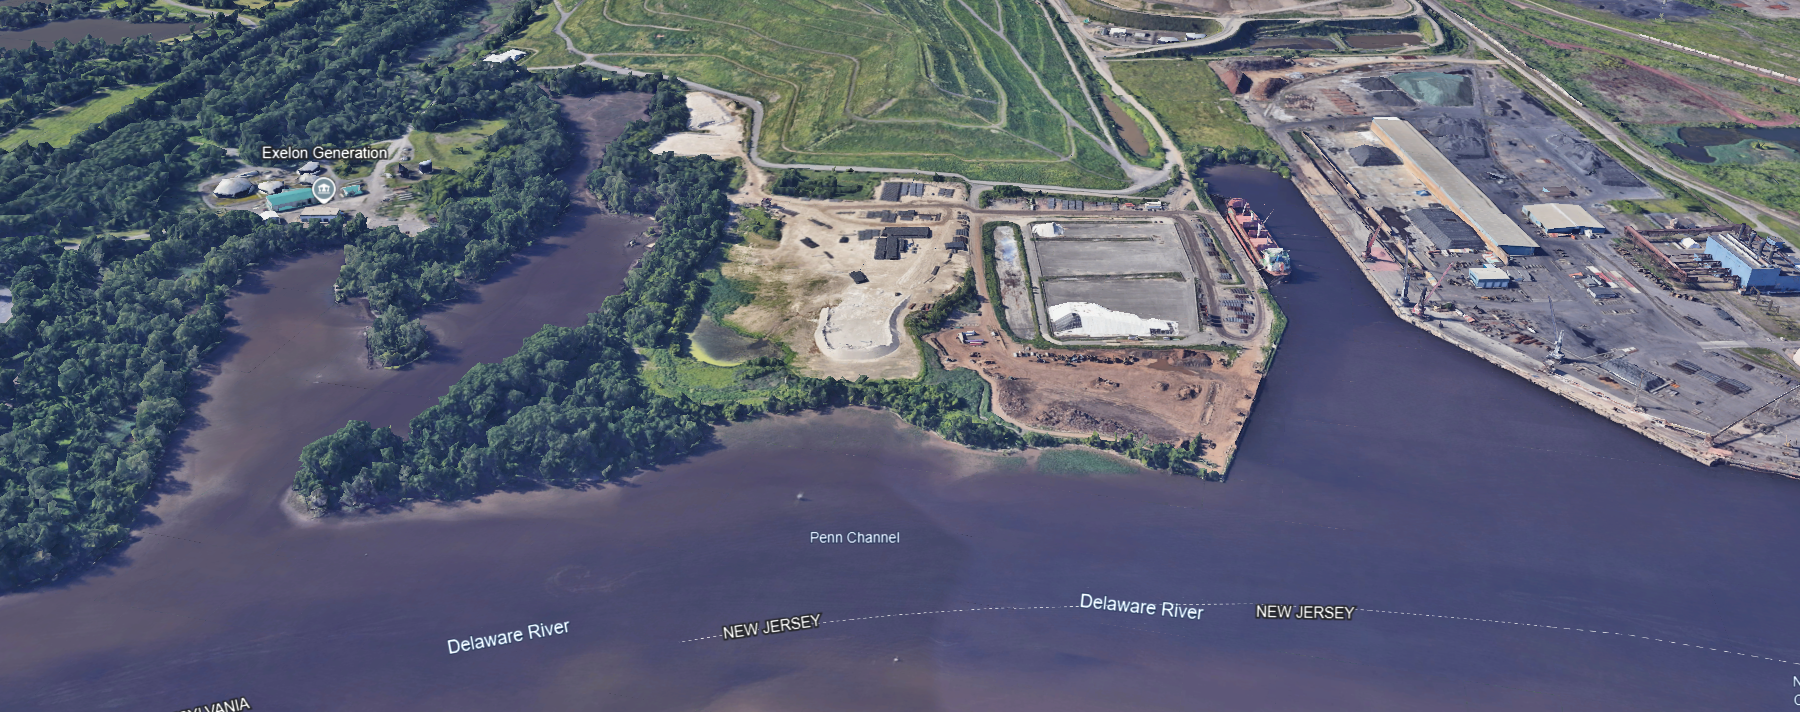 Exelon Generation
Penn Channel
Delaware River
NEW JERSEY
Delaware River
NEW JERSEY